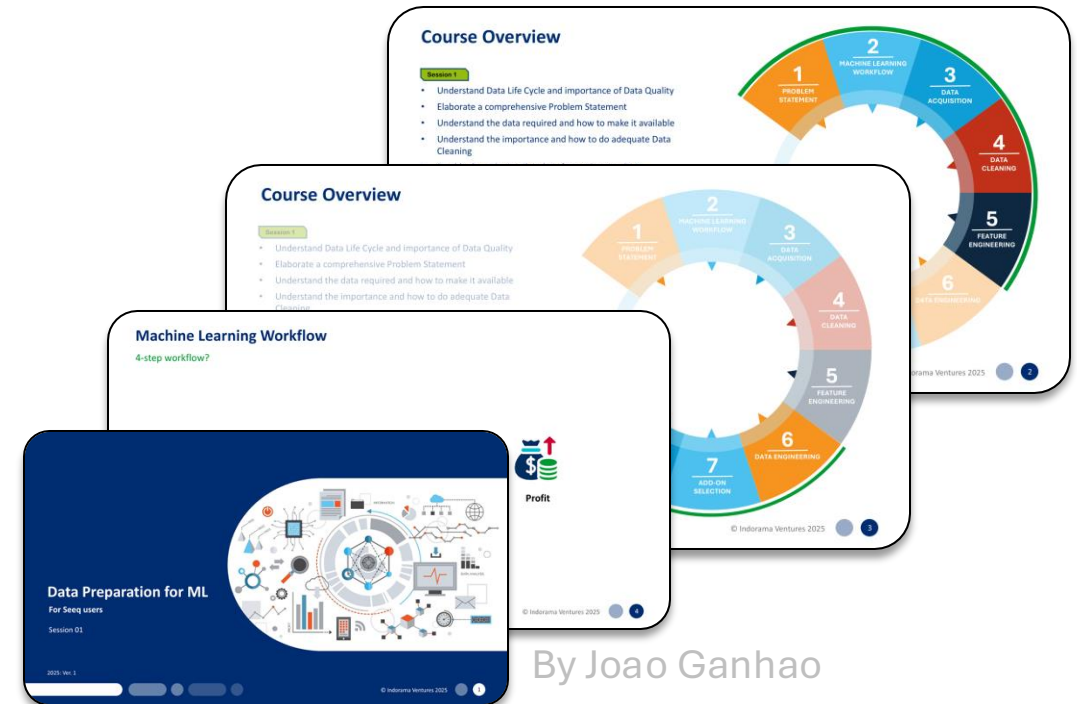 Course Overview
Session 1
• Understand Data Life Cycle and importance of Data Quality
• Elaborate a comprehensive Problem Statement
• Understand the data required and how to make it available
• Understand the importance and how to do adequate Data
Cleaning
1
PROBLEM
STATEMENT
2
MACHINE LEARNING
WORKFLOW
3
DATA
ACQUISITION
4
DATA
CLEANING
5
FEATURE
ENGINEERING
6
DATA ENGINEERING
orama Ventures 2025
2
Course Overview
Session 1
• Understand Data Life Cycle and importance of Data Quality
• Elaborate a comprehensive Problem Statement
• Understand the data required and how to make it available
• Understand the importance and how to do adequate Data
Cleaning
1
PROBLEM
STATEMENT
2
MACHINE LEARNING
WORKFLOW
3
DATA
ACQUISITION
4
DATA
CLEANING
5
FEATURE
ENGINEERING
6
DATA ENGINEERING
7
ADD-ON
SELECTION
© Indorama Ventures 2025
3
Machine Learning Workflow
4-step workflow?
$
Profit
© Indorama Ventures 2025
4
Data Preparation for ML
For Seeq users
Session 01
2025: Ver. 1
© Indorama Ventures 2025
1
By Joao Ganhao